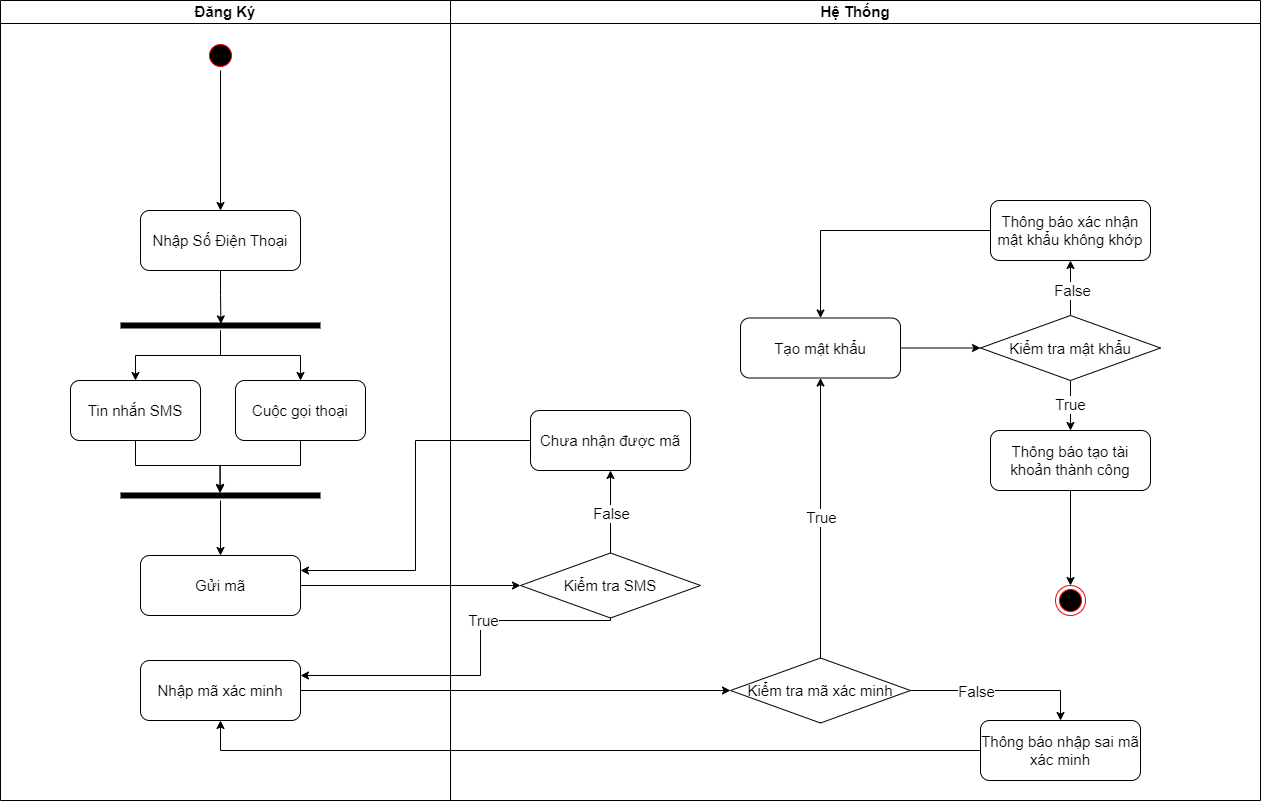 Đăng Ký
Hệ Thống
Nhập Số Điện Thoại
Thông báo xác nhận
mật khẩu không khớp
False
Tạo mật khẩu
Kiểm tra mật khẩu
True
Tin nhắn SMS
Cuộc gọi thoại
Chưa nhận được mã
Thông báo tạo tài
khoản thành công
False
True
Gửi mã
Kiểm tra SMS
True
Nhập mã xác minh
Kiểm tra mã xác minh
False
Thông báo nhập sai mã
xác minh